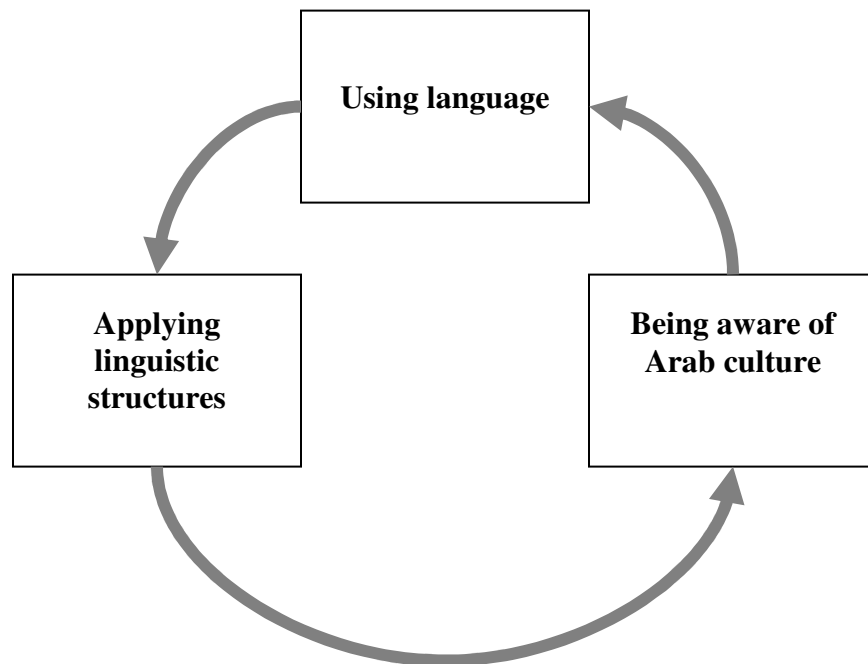 Using language
Applying
linguistic
structures
Being aware of
Arab culture